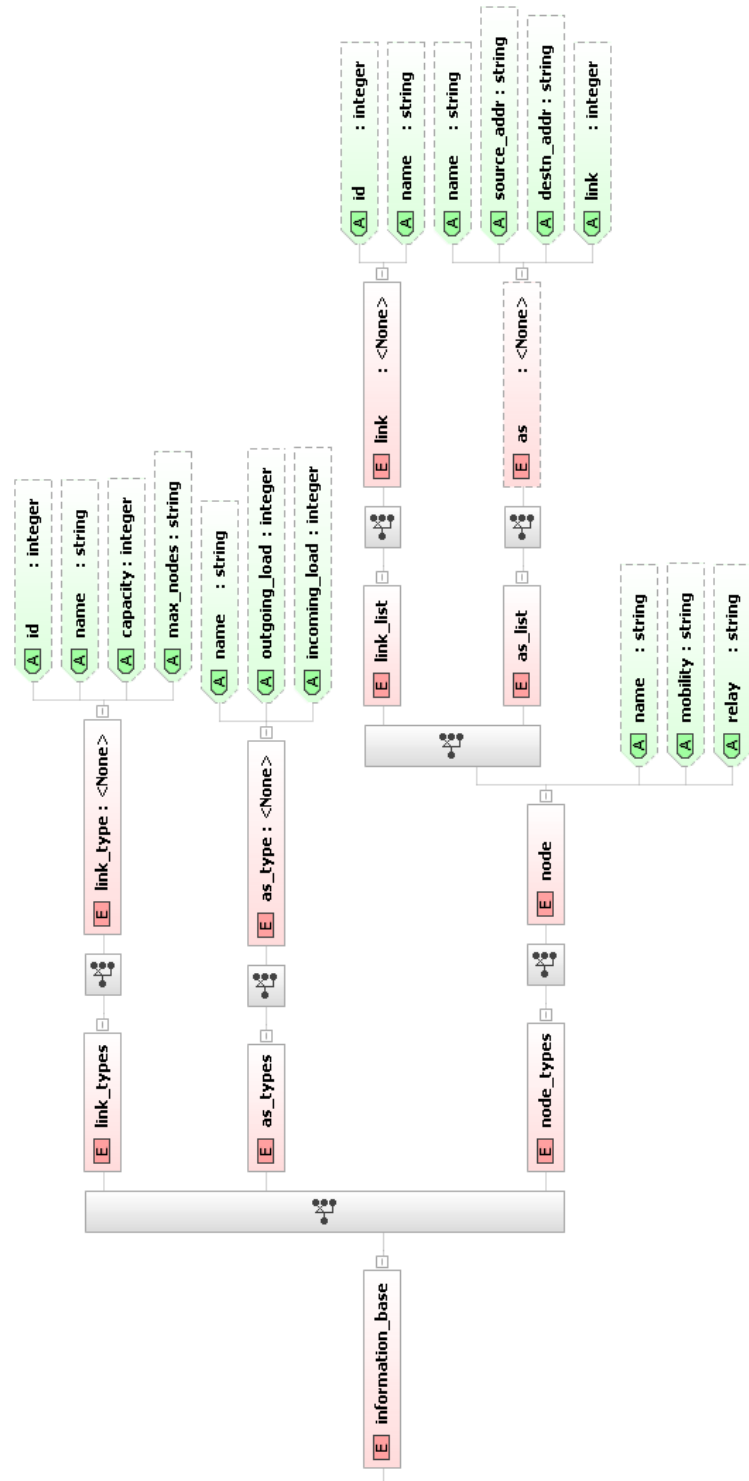 E information_base
E link_types
E link_type : <None>
A id : integer
A name : string
A capacity : integer
A max_nodes : string
E as_types
E as_type : <None>
A name : string
A outgoing_load : integer
A incoming_load : integer
E node_types
E node
E link_list
E link : <None>
A id : integer
A name : string
E as_list
E as : <None>
A name : string
A source_addr : string
A destn_addr : string
A link : integer
A name : string
A mobility : string
A relay : string